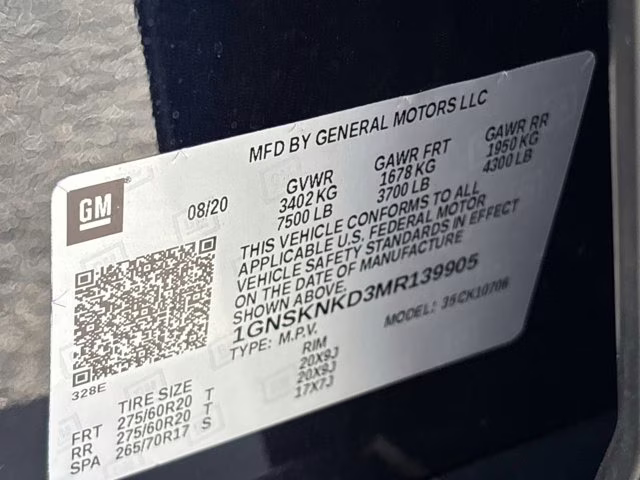 MFD BY GENERAL MOTORS LLC
GM
08/20
GVWR GAWR FRT GAWR RR
3402 KG 1678 KG 1950 KG
7500 LB 3700 LB 4300 LB
THIS VEHICLE CONFORMS TO ALL
APPLICABLE U.S. FEDERAL MOTOR
VEHICLE SAFETY STANDARDS IN EFFECT
ON THE DATE OF MANUFACTURE
SHOWN ABOVE.
1GNSKNKD3MR139905
TYPE: M.P.V. MODEL: 35CK10706
328E
TIRE SIZE RIM
FRT 275/60R20 T 20X9J
RR 275/60R20 T 20X9J
SPA 265/70R17 S 17X7J